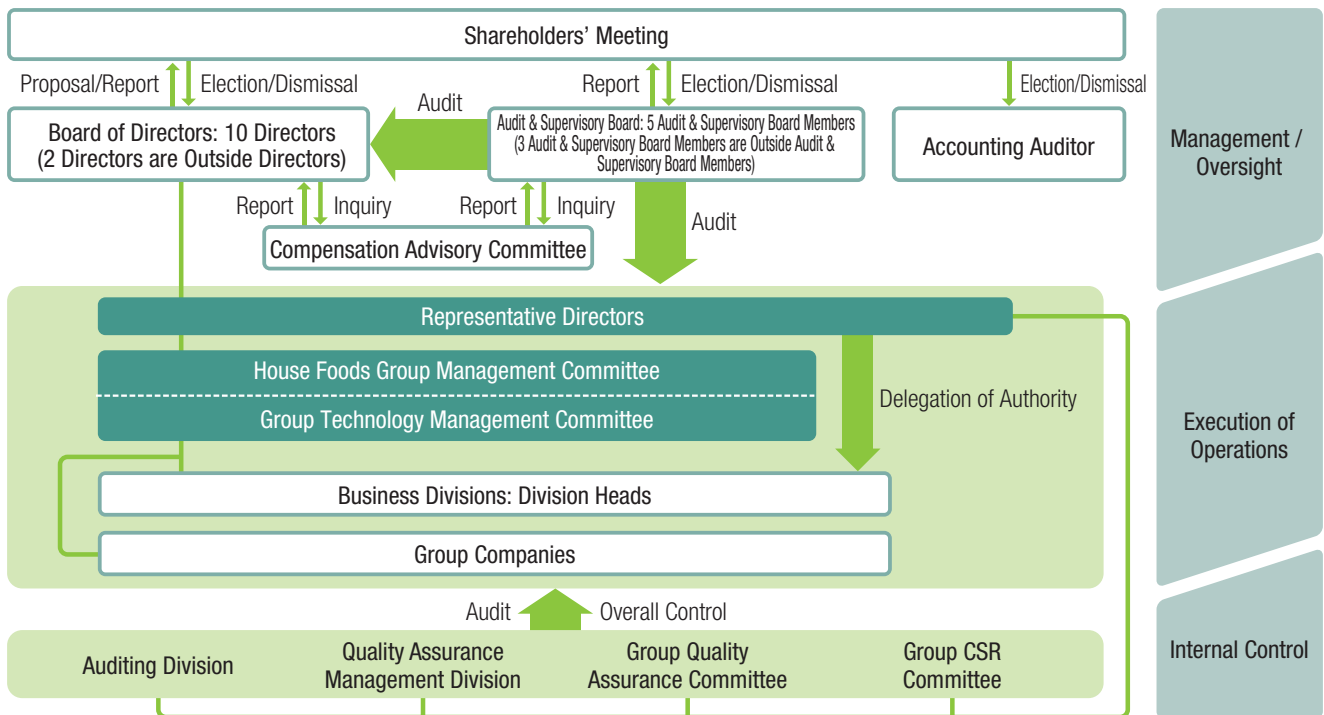 Shareholders' Meeting
Proposal/Report
Election/Dismissal
Audit
Report
Election/Dismissal
Election/Dismissal
Board of Directors: 10 Directors
(2 Directors are Outside Directors)
Audit & Supervisory Board: 5 Audit & Supervisory Board Members
(3 Audit & Supervisory Board Members are Outside Audit &
Supervisory Board Members)
Accounting Auditor
Management /
Oversight
Report
Inquiry
Report
Inquiry
Audit
Compensation Advisory Committee
Representative Directors
House Foods Group Management Committee
Group Technology Management Committee
Delegation of Authority
Execution of
Operations
Business Divisions: Division Heads
Group Companies
Audit
Overall Control
Auditing Division
Quality Assurance
Management Division
Group Quality
Assurance Committee
Group CSR
Committee
Internal Control